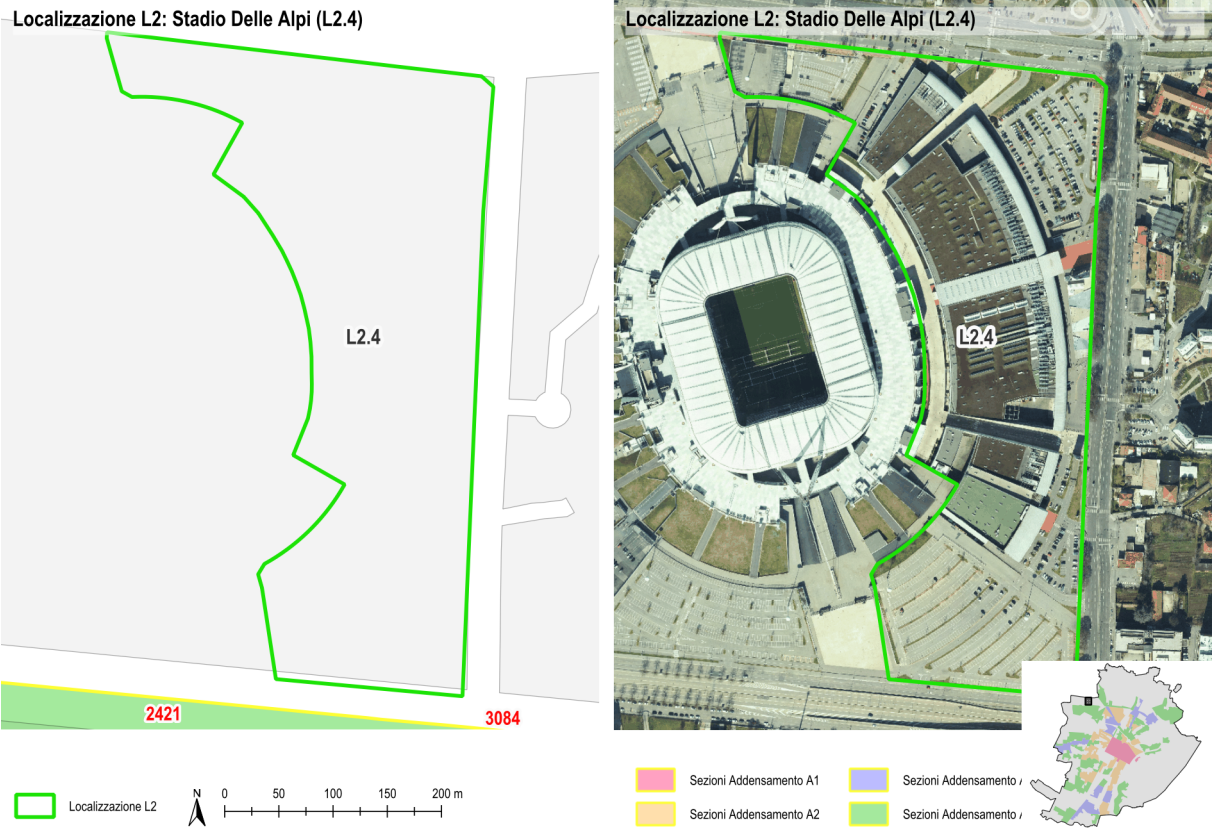 Localizzazione L2: Stadio Delle Alpi (L2.4)
Localizzazione L2: Stadio Delle Alpi (L2.4)
L2.4
L2.4
2421
3084
Localizzazione L2
N
0 50 100 150 200 m
Sezioni Addensamento A1
Sezioni Addensamento
Sezioni Addensamento A2
Sezioni Addensamento